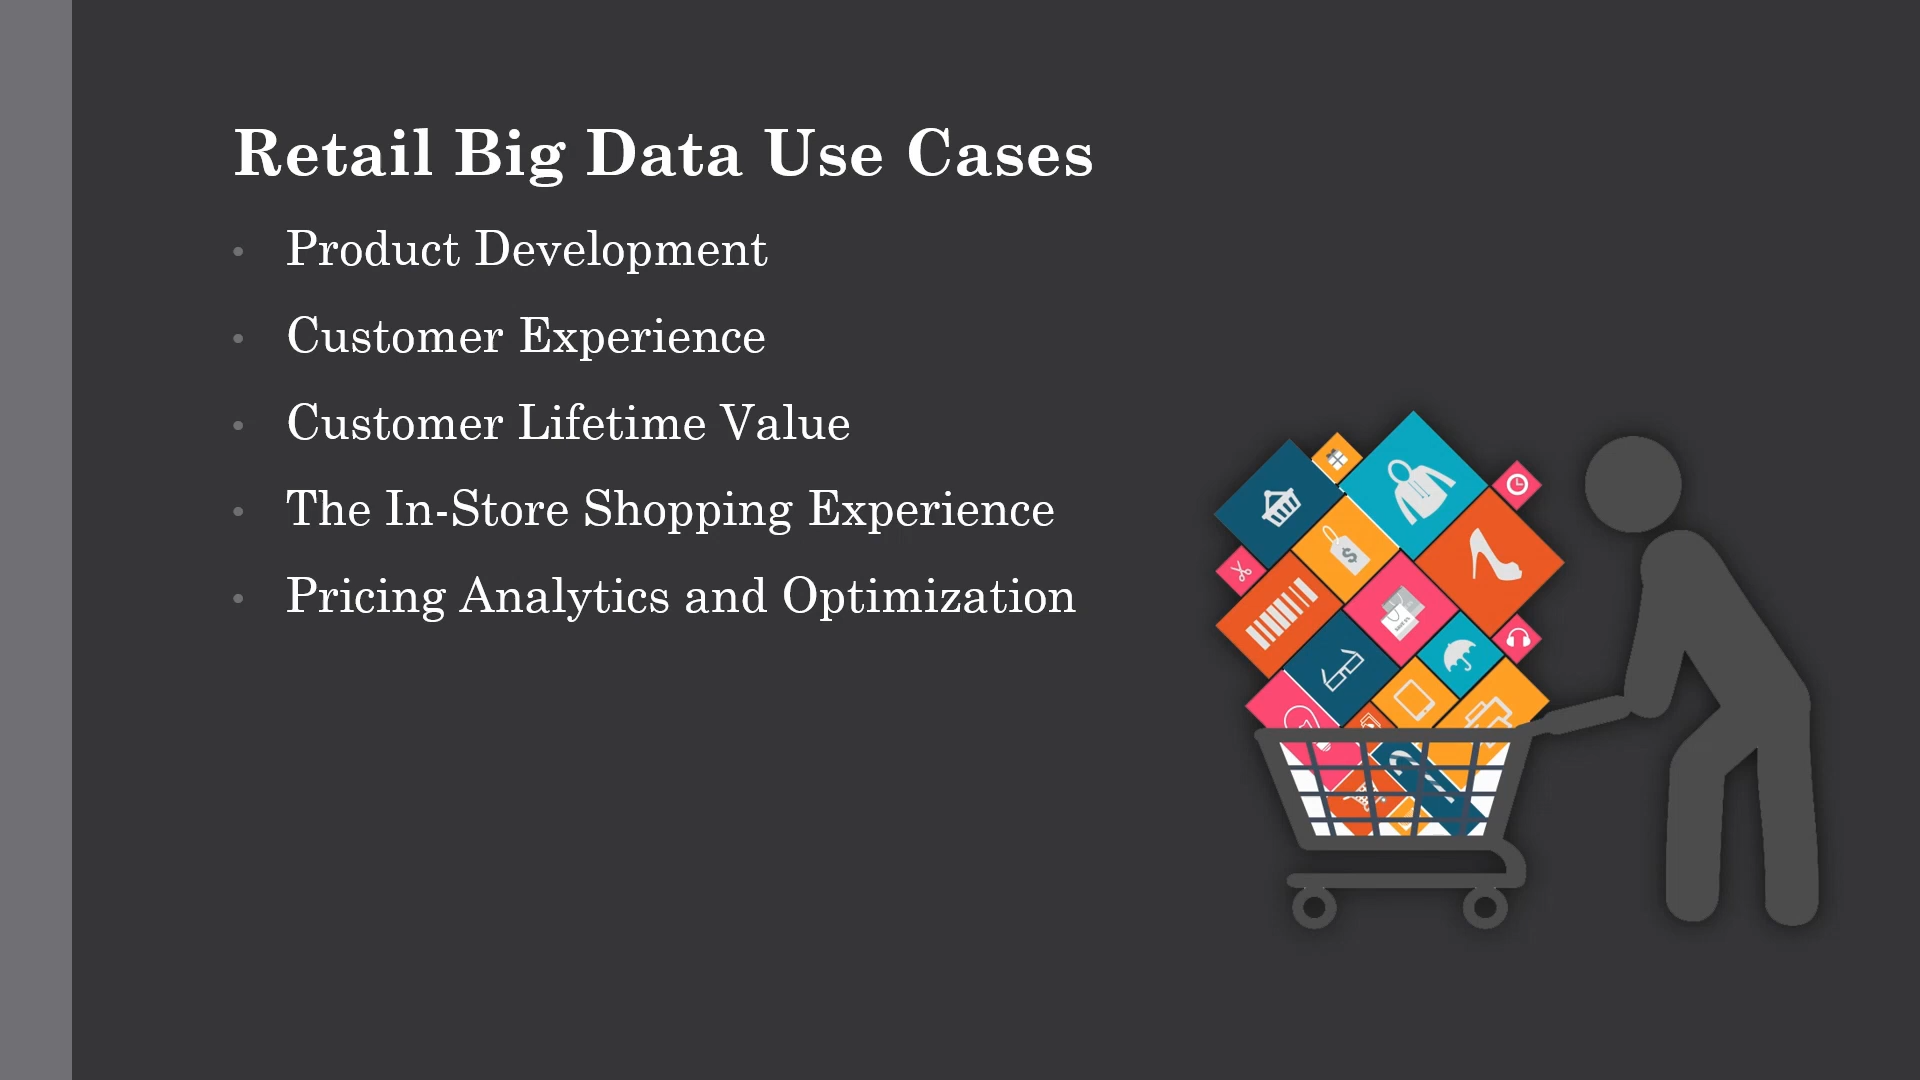 Retail Big Data Use Cases
• Product Development
• Customer Experience
• Customer Lifetime Value
• The In-Store Shopping Experience
• Pricing Analytics and Optimization
$